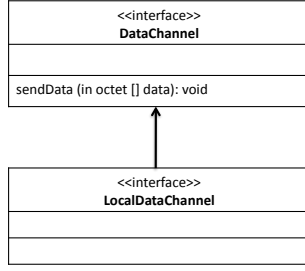 <<interface>>
DataChannel
sendData (in octet [] data): void
<<interface>>
LocalDataChannel